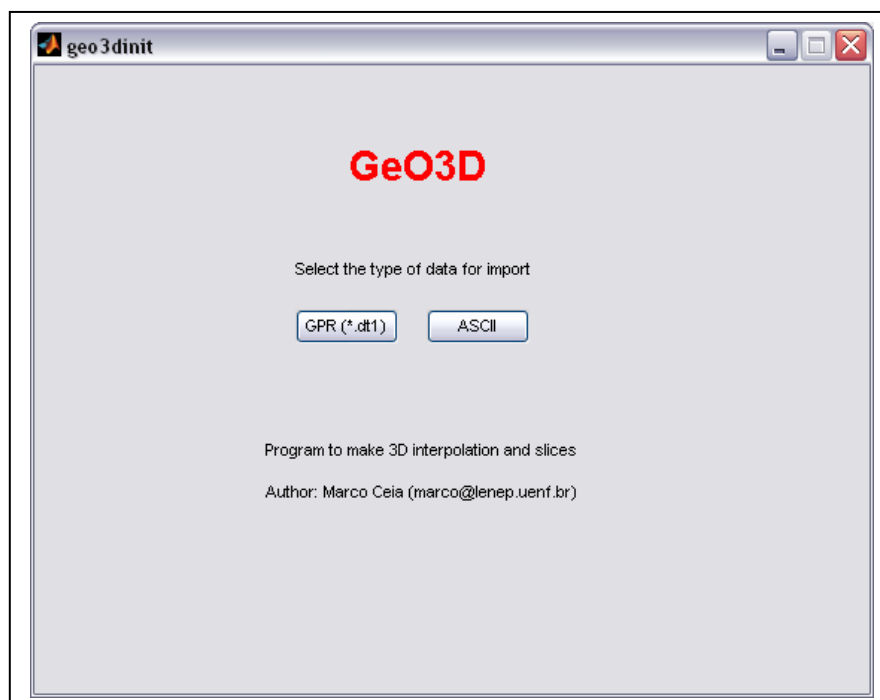 geo3dinit
GeO3D
Select the type of data for import
GPR (*.dt1) ASCII
Program to make 3D interpolation and slices
Author: Marco Ceia (marco@lenep.uenf.br)